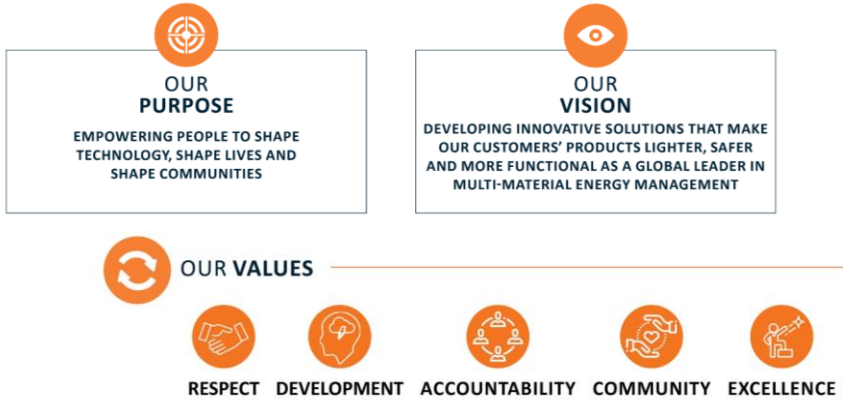 OUR
PURPOSE
EMPOWERING PEOPLE TO SHAPE
TECHNOLOGY, SHAPE LIVES AND
SHAPE COMMUNITIES
OUR
VISION
DEVELOPING INNOVATIVE SOLUTIONS THAT MAKE
OUR CUSTOMERS’ PRODUCTS LIGHTER, SAFER
AND MORE FUNCTIONAL AS A GLOBAL LEADER IN
MULTI-MATERIAL ENERGY MANAGEMENT
OUR VALUES
RESPECT DEVELOPMENT ACCOUNTABILITY COMMUNITY EXCELLENCE